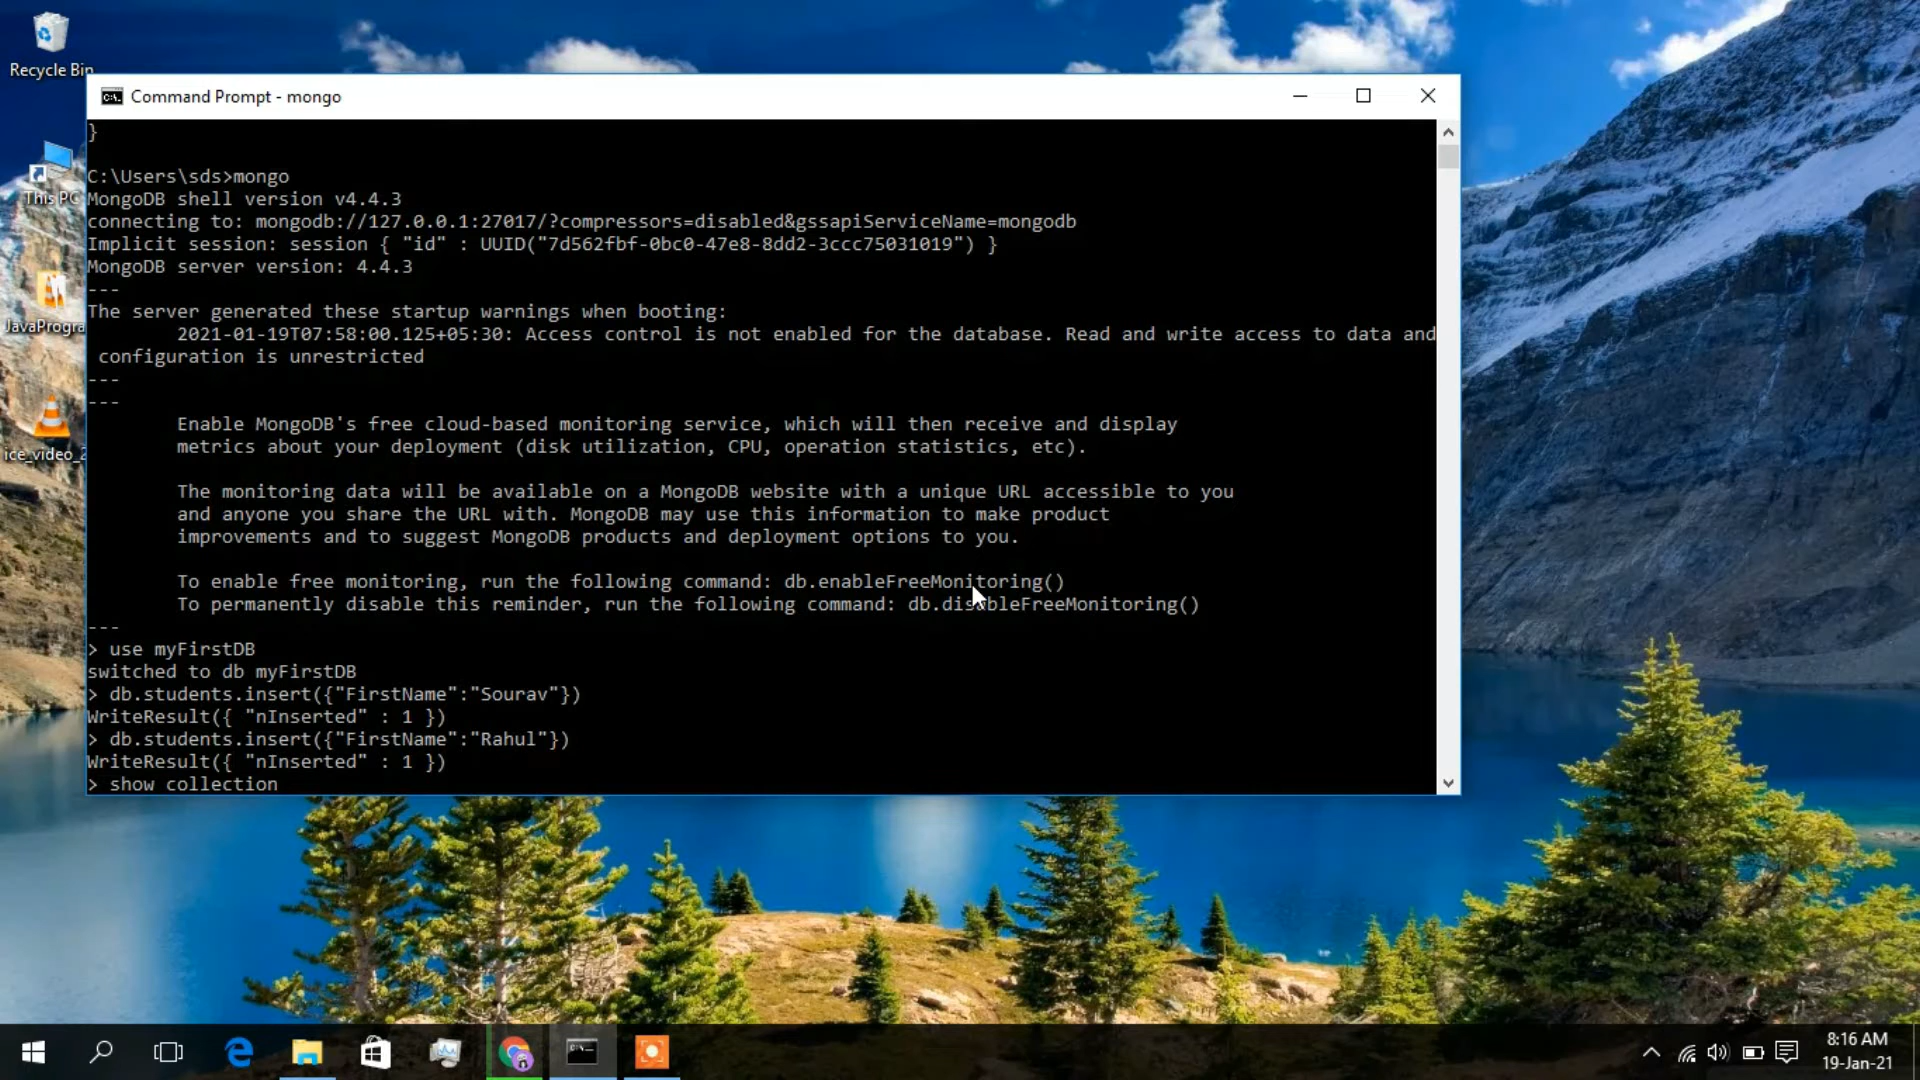 Recycle Bin
This PC
JavaProgra
ice_video_2
Command Prompt - mongo
}
C:\Users\sds>mongo
MongoDB shell version v4.4.3
connecting to: mongodb://127.0.0.1:27017/?compressors=disabled&gssapiServiceName=mongodb
Implicit session: session { "id" : UUID("7d562fbf-0bc0-47e8-8dd2-3ccc75031019") }
MongoDB server version: 4.4.3
---
The server generated these startup warnings when booting:
2021-01-19T07:58:00.125+05:30: Access control is not enabled for the database. Read and write access to data and
configuration is unrestricted
---
---
Enable MongoDB's free cloud-based monitoring service, which will then receive and display
metrics about your deployment (disk utilization, CPU, operation statistics, etc).
The monitoring data will be available on a MongoDB website with a unique URL accessible to you
and anyone you share the URL with. MongoDB may use this information to make product
improvements and to suggest MongoDB products and deployment options to you.
To enable free monitoring, run the following command: db.enableFreeMonitoring()
To permanently disable this reminder, run the following command: db.disableFreeMonitoring()
---
> use myFirstDB
switched to db myFirstDB
> db.students.insert({"FirstName":"Sourav"})
WriteResult({ "nInserted" : 1 })
> db.students.insert({"FirstName":"Rahul"})
WriteResult({ "nInserted" : 1 })
> show collection
8:16 AM
19-Jan-21